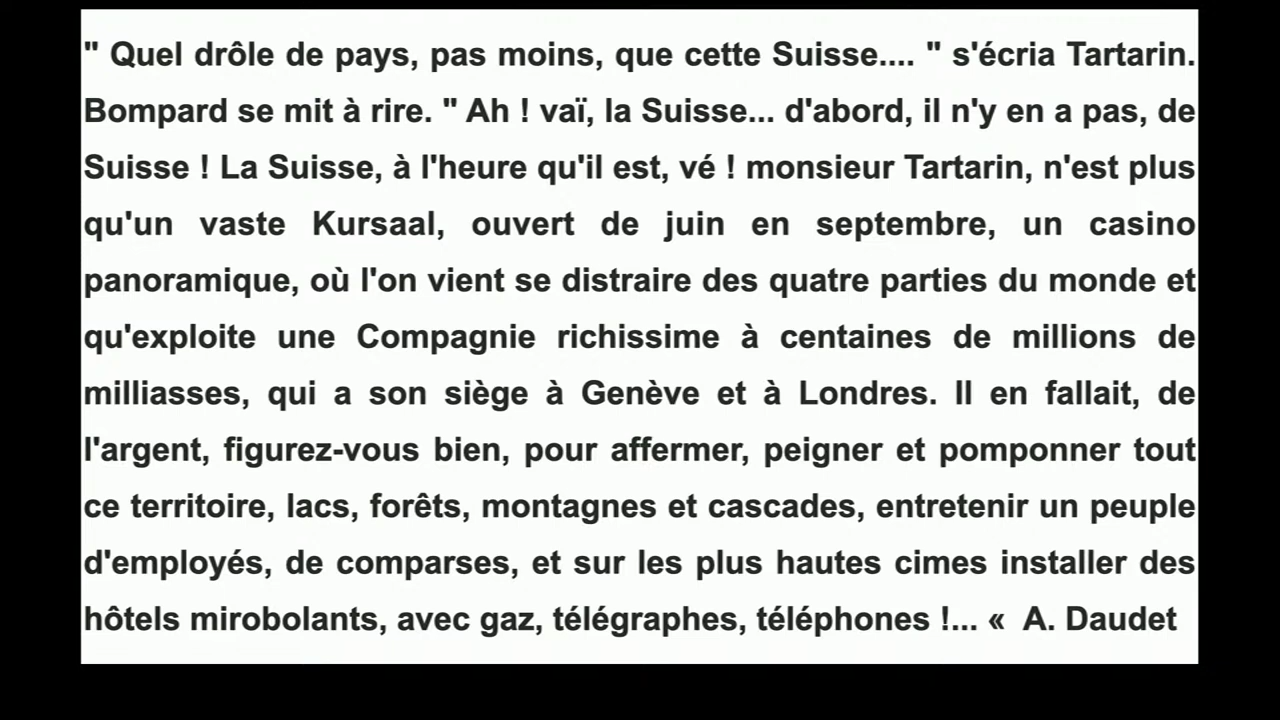 " Quel drôle de pays, pas moins, que cette Suisse.... " s'écria Tartarin.
Bompard se mit à rire. " Ah ! vaï, la Suisse... d'abord, il n'y en a pas, de
Suisse ! La Suisse, à l'heure qu'il est, vé ! monsieur Tartarin, n'est plus
qu'un vaste Kursaal, ouvert de juin en septembre, un casino
panoramique, où l'on vient se distraire des quatre parties du monde et
qu'exploite une Compagnie richissime à centaines de millions de
milliasses, qui a son siège à Genève et à Londres. Il en fallait, de
l'argent, figurez-vous bien, pour affermer, peigner et pomponner tout
ce territoire, lacs, forêts, montagnes et cascades, entretenir un peuple
d'employés, de comparses, et sur les plus hautes cimes installer des
hôtels mirobolants, avec gaz, télégraphes, téléphones !... «  A. Daudet